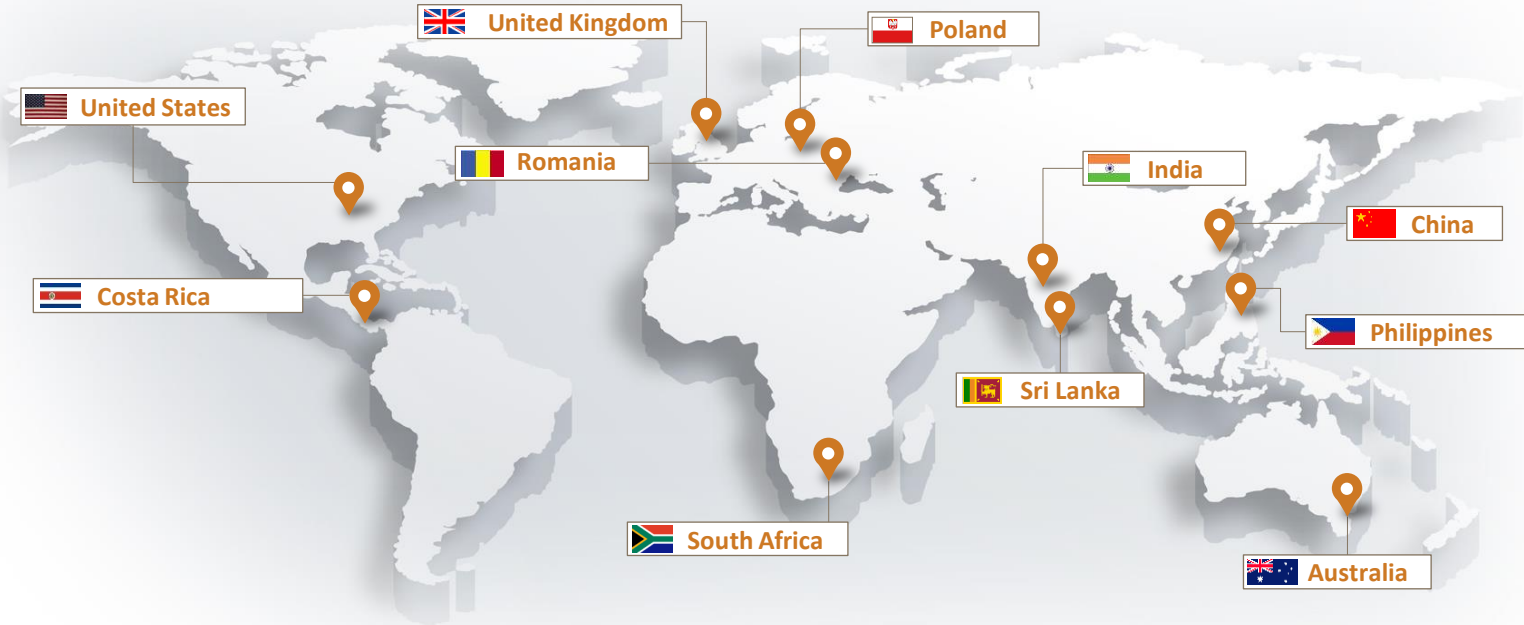 United Kingdom
Poland
United States
Romania
India
China
Costa Rica
Philippines
Sri Lanka
South Africa
Australia